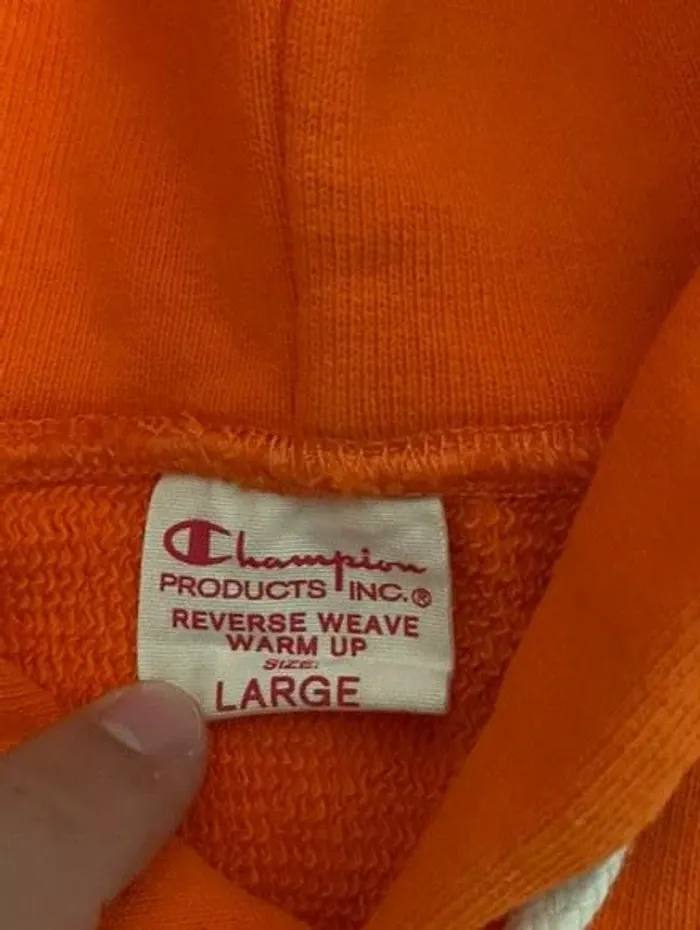 Champion
PRODUCTS INC.®
REVERSE WEAVE
WARM UP
SIZE:
LARGE